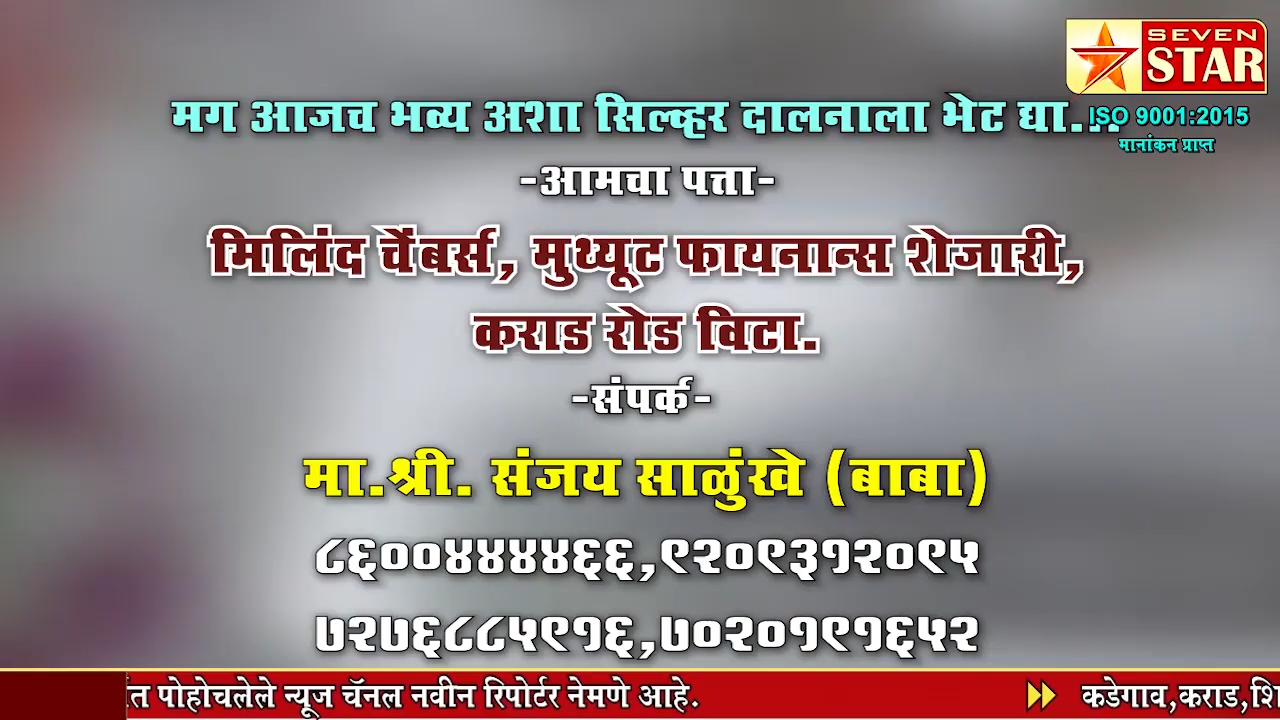 SEVEN
STAR
ISO 9001:2015
मानांकन प्राप्त
मग आजच भव्य अशा सिल्व्हर दालनाला भेट द्या...
-आमचा पत्ता-
मिलिंद चेंबर्स, मुथ्यूट फायनान्स शेजारी,
कराड रोड विटा.
-संपर्क-
मा.श्री. संजय साळुंखे (बाबा)
८६००४४४४६६,९२०९३१२०९५
७२७६८८५९१६,७०२०१९१६५२
पोहोचलेले न्यूज चॅनल नवीन रिपोर्टर नेमणे आहे. कडेगाव,कराड,